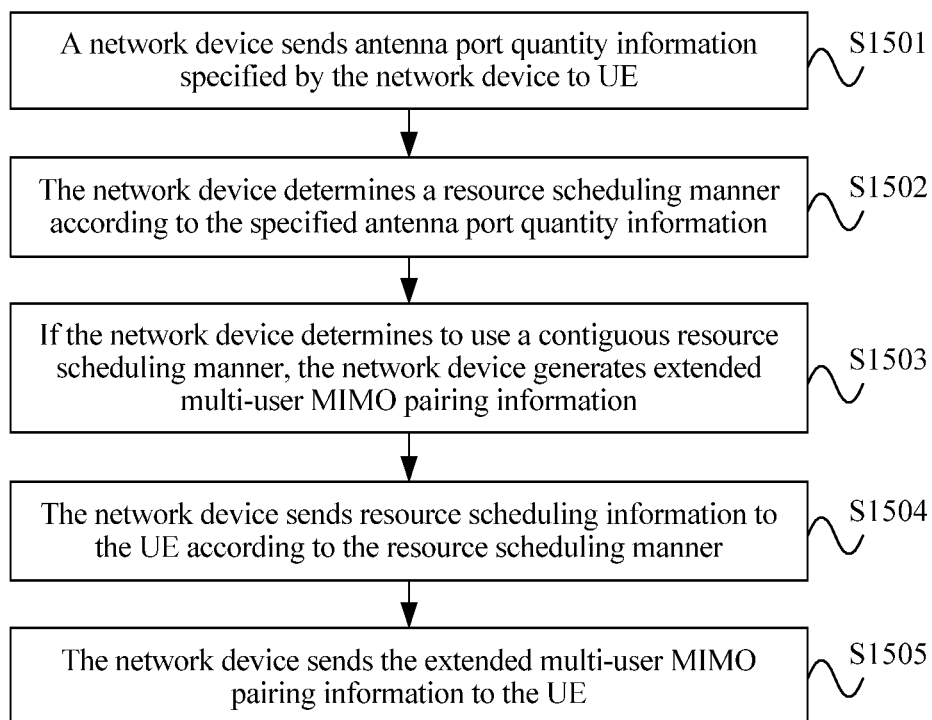 A network device sends antenna port quantity information
specified by the network device to UE
S1501
The network device determines a resource scheduling manner
according to the specified antenna port quantity information
S1502
If the network device determines to use a contiguous resource
scheduling manner, the network device generates extended
multi-user MIMO pairing information
S1503
The network device sends resource scheduling information to
the UE according to the resource scheduling manner
S1504
The network device sends the extended multi-user MIMO
pairing information to the UE
S1505